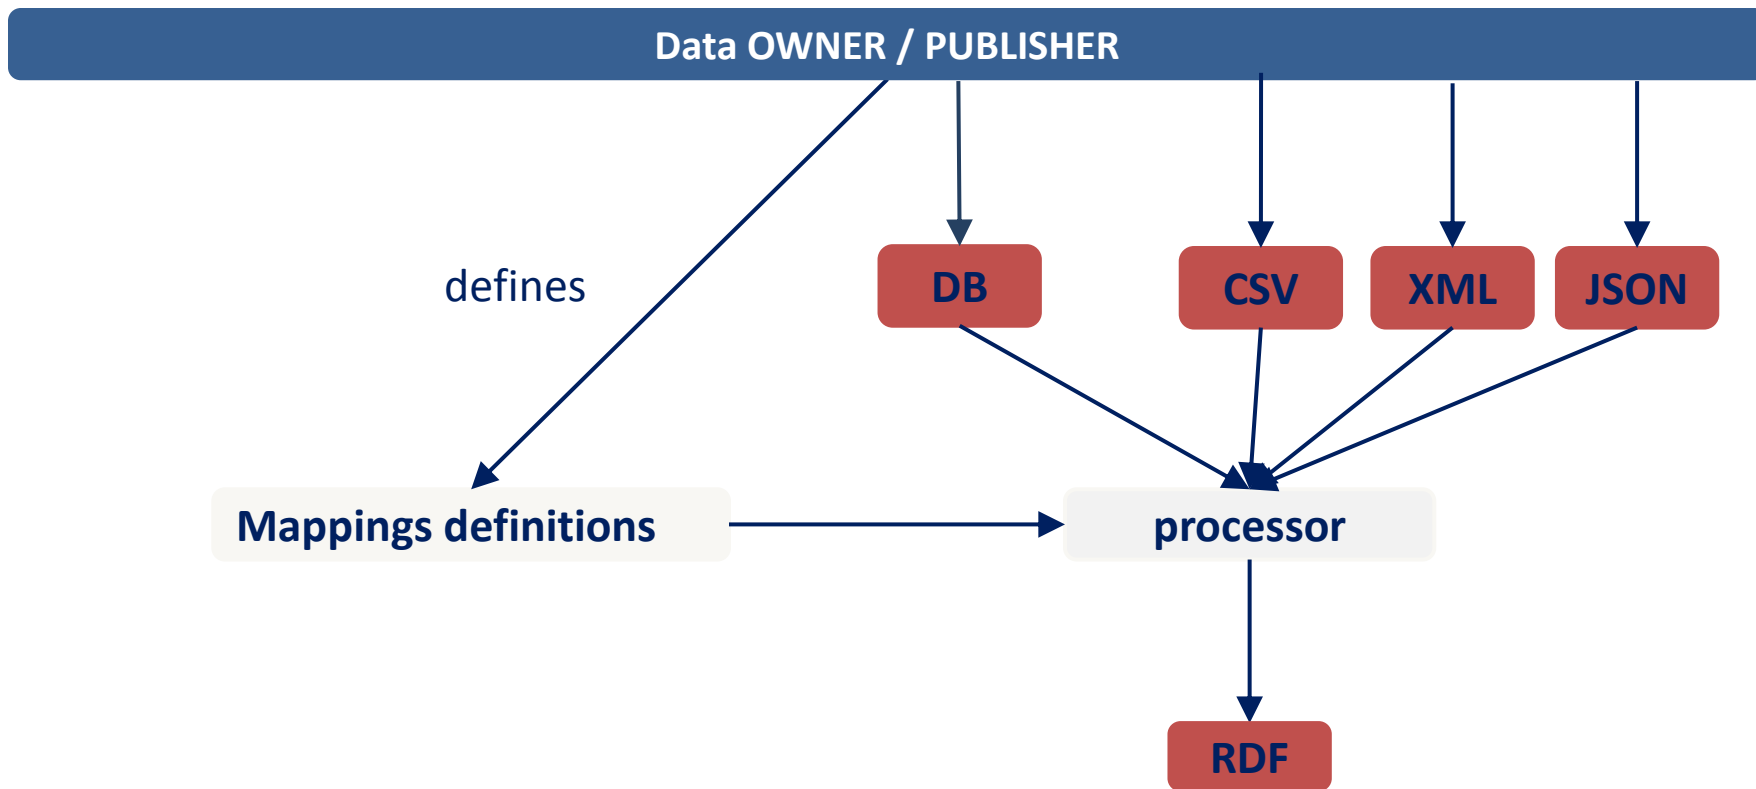 Data OWNER / PUBLISHER
defines
DB
CSV
XML
JSON
Mappings definitions
processor
RDF